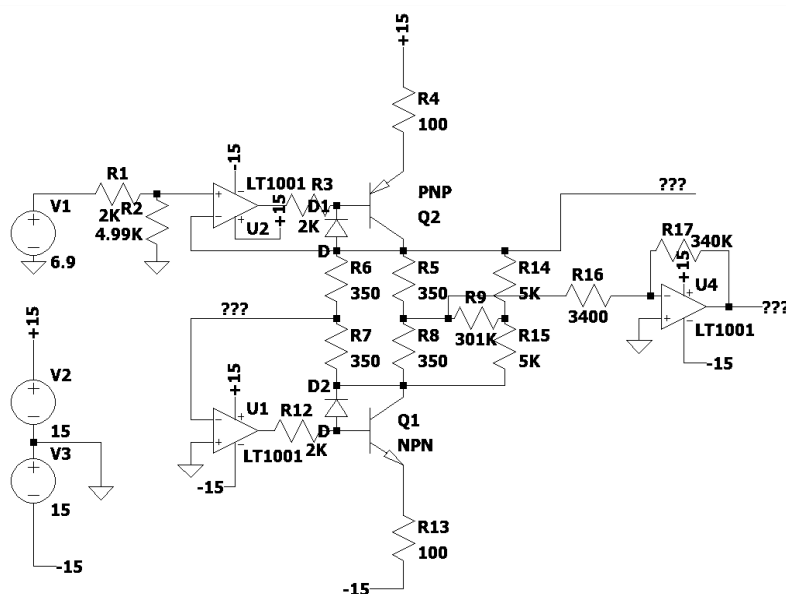 +15
R4
100
-15
R1
LT1001
R3
D1
PNP
???
V1
2K
R2
U2
+15
2K
Q2
R17
340K
4.99K
D
+15
6.9
R6
350
R5
350
R14
5K
R16
U4
???
R9
3400
???
301K
LT1001
+15
R7
350
R8
350
R15
5K
-15
V2
+15
U1
R12
D2
Q1
15
LT1001
2K
D
NPN
V3
-15
15
R13
100
-15
-15